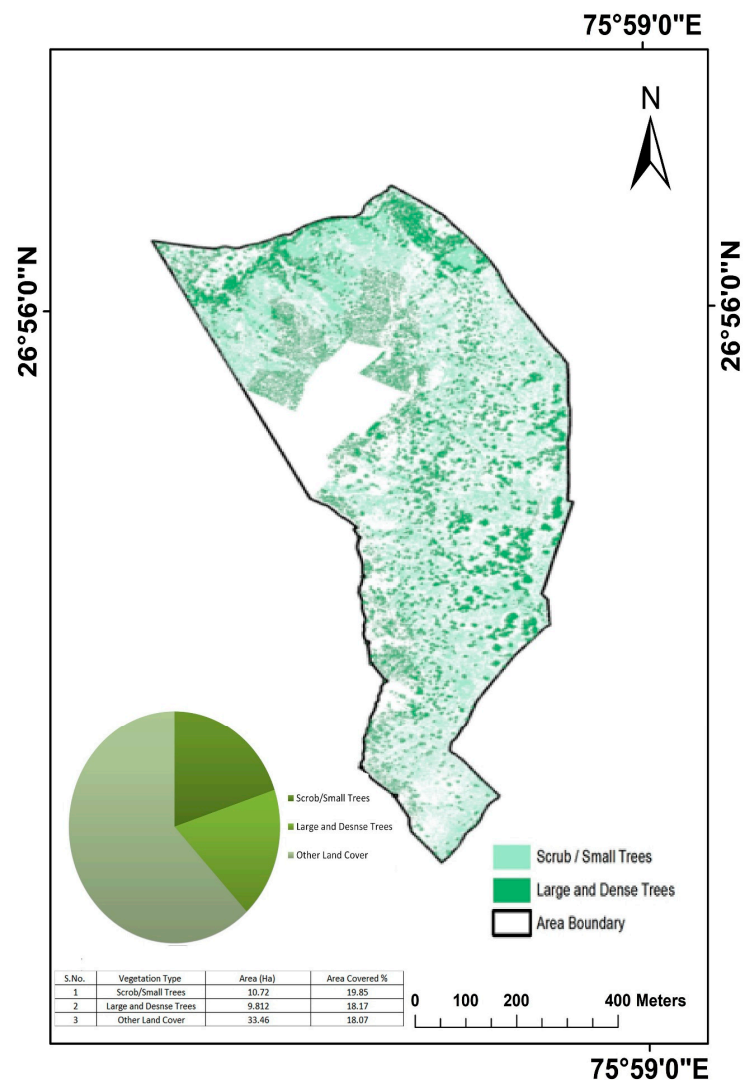 75°59'0"E
N
26°56'0"N
26°56'0"N
Scrob/Small Trees
Large and Desnse Trees
Other Land Cover
Scrub / Small Trees
Large and Dense Trees
Area Boundary
S.No. Vegetation Type Area (Ha) Area Covered %
1 Scrob/Small Trees 10.72 19.85
2 Large and Desnse Trees 9.812 18.17
3 Other Land Cover 33.46 18.07
0 100 200 400 Meters
75°59'0"E